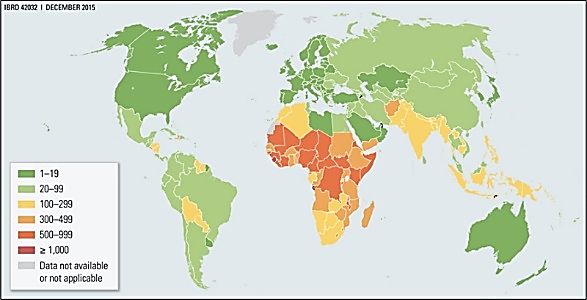 IBRD 42032 | DECEMBER 2015
1–19
20–99
100–299
300–499
500–999
≥ 1,000
Data not available
or not applicable